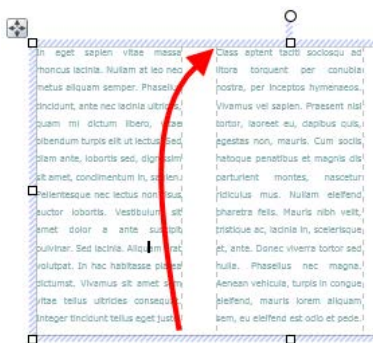 In eget sapien vitae massa
rhoncus lacinia. Nullam at leo nec
metus aliquam semper. Phasellus
tincidunt, ante nec lacinia ultrices,
quam mi dictum libero, vitae
bibendum turpis elit ut lectus. Sed
diam ante, lobortis sed, dignissim
sit amet, condimentum in, sapien.
Pellentesque nec lectus non risus
auctor lobortis. Vestibulum sit
amet dolor a ante suscipit
pulvinar. Sed lacinia. Aliquam erat
volutpat. In hac habitasse platea
dictumst. Vivamus sit amet sem
vitae tellus ultricies consequat.
Integer tincidunt tellus eget justo
Class aptent taciti sociosqu ad
litora torquent per conubia
nostra, per inceptos hymenaeos.
Vivamus vel sapien. Praesent nisl
tortor, laoreet eu, dapibus quis,
egestas non, mauris. Cum sociis
natoque penatibus et magnis dis
parturient montes, nascetur
ridiculus mus. Nullam eleifend
pharetra felis. Mauris nibh velit,
tristique ac, lacinia in, scelerisque
et, ante. Donec viverra tortor sed
nulla. Phasellus nec magna.
Aenean vehicula, turpis in congue
eleifend, mauris lorem aliquam
sem, eu eleifend est odio et pede.